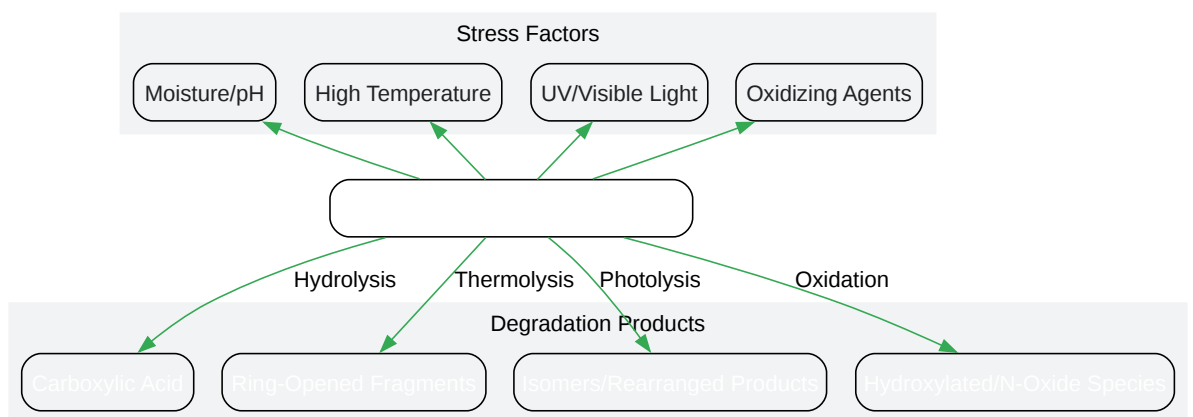 Stress Factors
Moisture/pH
High Temperature
UV/Visible Light
Oxidizing Agents
Hydrolysis
Thermolysis
Photolysis
Oxidation
Degradation Products
Carboxylic Acid
Ring-Opened Fragments
Isomers/Rearranged Products
Hydroxylated/N-Oxide Species